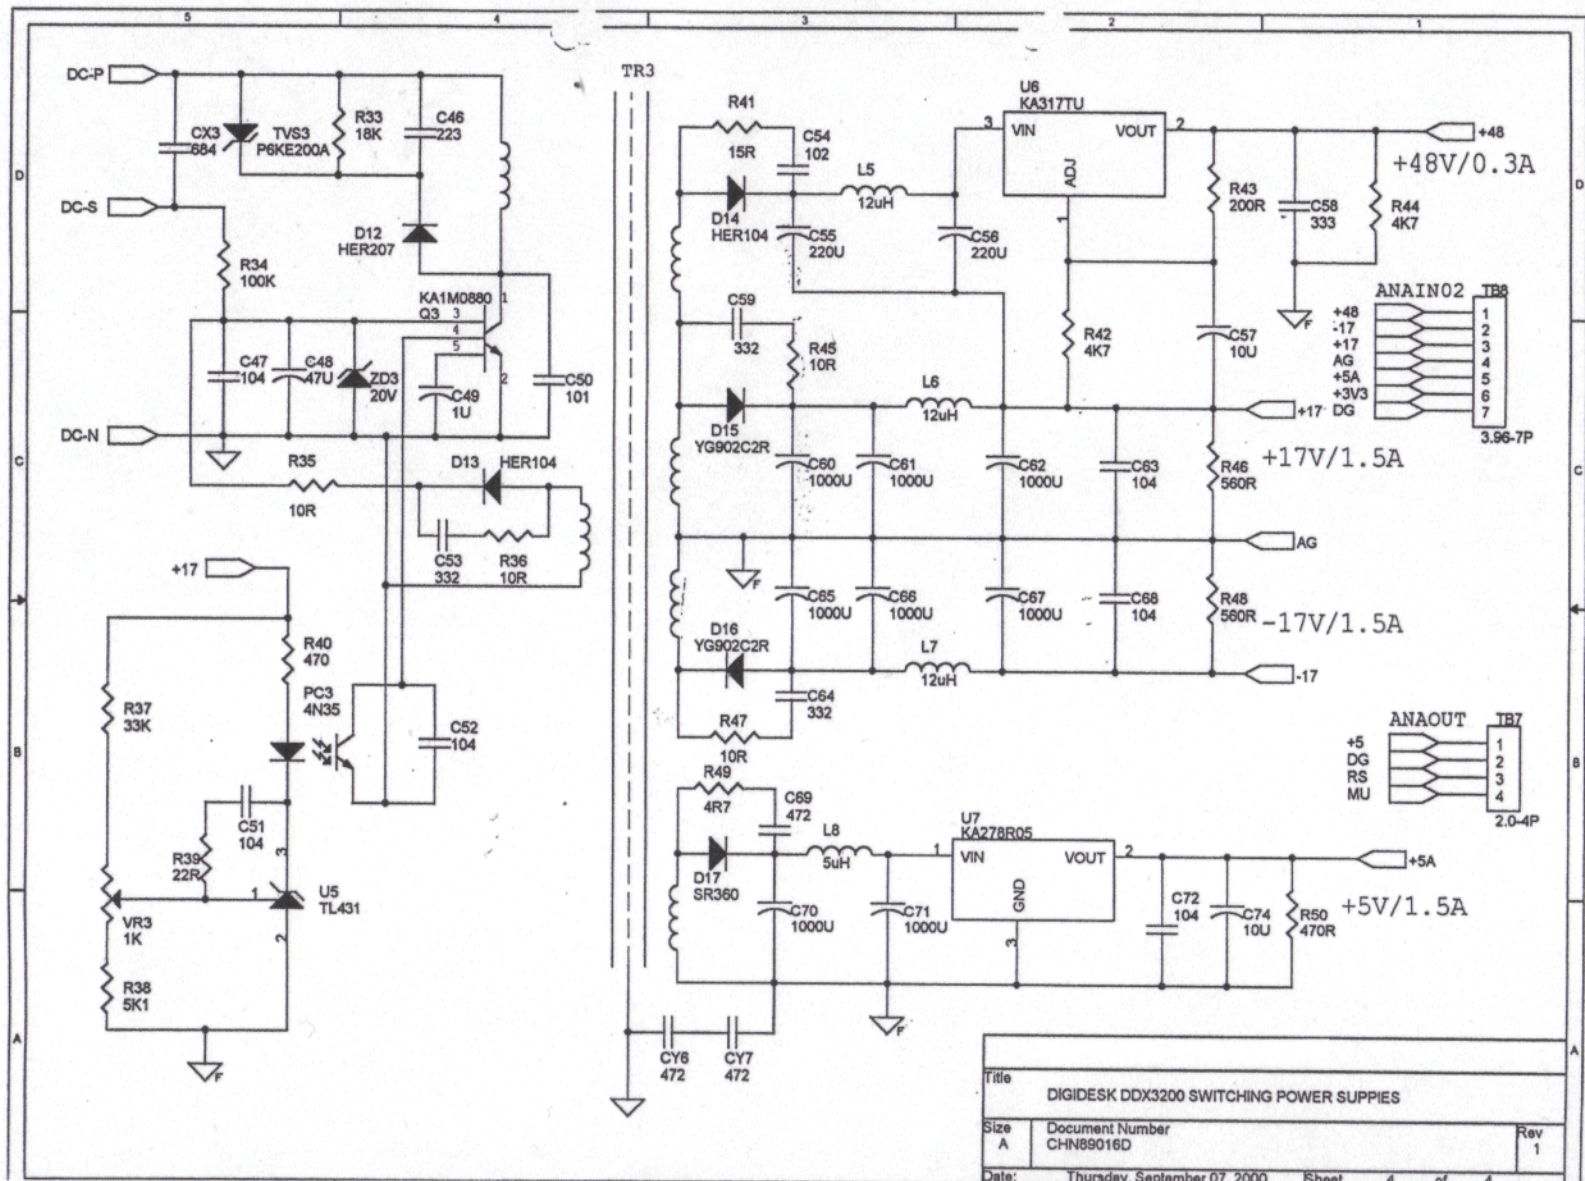 5 4 3 2 1
DC-P
CX3
684
TVS3
P6KE200A
R33
18K
C46
223
D
DC-S
D12
HER207
R34
100K
KA1M0880
Q3
1
3
4
5
2
C47
104
C48
47U
ZD3
20V
C49
1U
C50
101
DC-N
C
R35
10R
D13
HER104
C53
332
R36
10R
+17
R40
470
PC3
4N35
R37
33K
C52
104
B
C51
104
R39
22R
3
1
2
U5
TL431
VR3
1K
R38
5K1
F
A
TR3
R41
15R
C54
102
D14
HER104
L5
12uH
C55
220U
C56
220U
U6
KA317TU
3 VIN VOUT 2
ADJ
1
R43
200R
C58
333
R44
4K7
+48
+48V/0.3A
D
F
C59
332
R45
10R
R42
4K7
C57
10U
D15
YG902C2R
L6
12uH
+17
+17V/1.5A
C60
1000U
C61
1000U
C62
1000U
C63
104
R46
560R
AG
F
C65
1000U
C66
1000U
C67
1000U
C68
104
R48
560R
-17V/1.5A
D16
YG902C2R
L7
12uH
-17
C64
332
R47
10R
ANAIN02 TB8
+48 1
-17 2
+17 3
AG 4
+5A 5
+3V3 6
DG 7
3.96-7P
C
ANAOUT TB7
+5 1
DG 2
RS 3
MU 4
2.0-4P
B
R49
4R7
C69
472
D17
SR360
L8
5uH
C70
1000U
C71
1000U
U7
KA278R05
1 VIN VOUT 2
GND
3
C72
104
C74
10U
R50
470R
+5A
+5V/1.5A
F
CY6
472
CY7
472
A
Title
DIGIDESK DDX3200 SWITCHING POWER SUPPIES
Size
A
Document Number
CHN89016D
Rev
1
Date: Thursday, September 07, 2000 Sheet 4 of 4